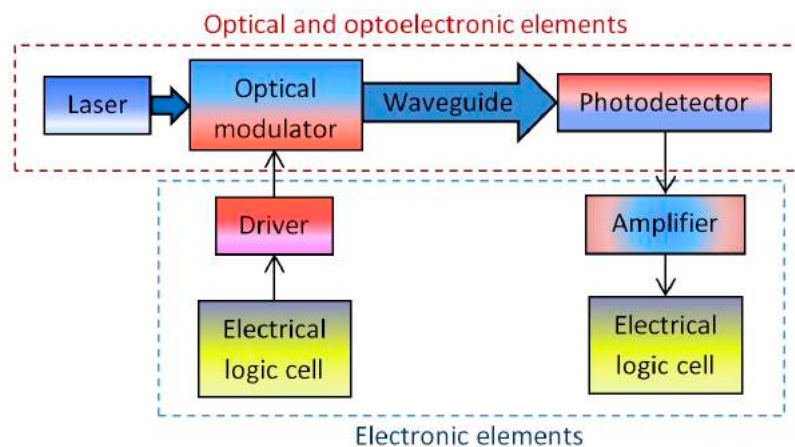 Optical and optoelectronic elements
Laser
Optical
modulator
Waveguide
Photodetector
Driver
Amplifier
Electrical
logic cell
Electrical
logic cell
Electronic elements